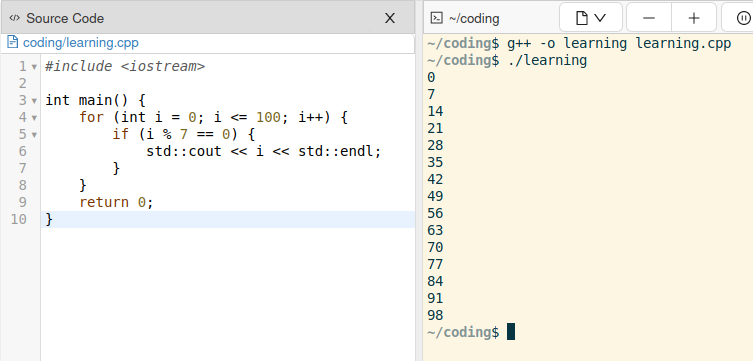 Source Code X
coding/learning.cpp
1 #include <iostream>
2
3 int main() {
4     for (int i = 0; i <= 100; i++) {
5         if (i % 7 == 0) {
6             std::cout << i << std::endl;
7         }
8     }
9     return 0;
10 }
~/coding
~/coding$ g++ -o learning learning.cpp
~/coding$ ./learning
0
7
14
21
28
35
42
49
56
63
70
77
84
91
98
~/coding$